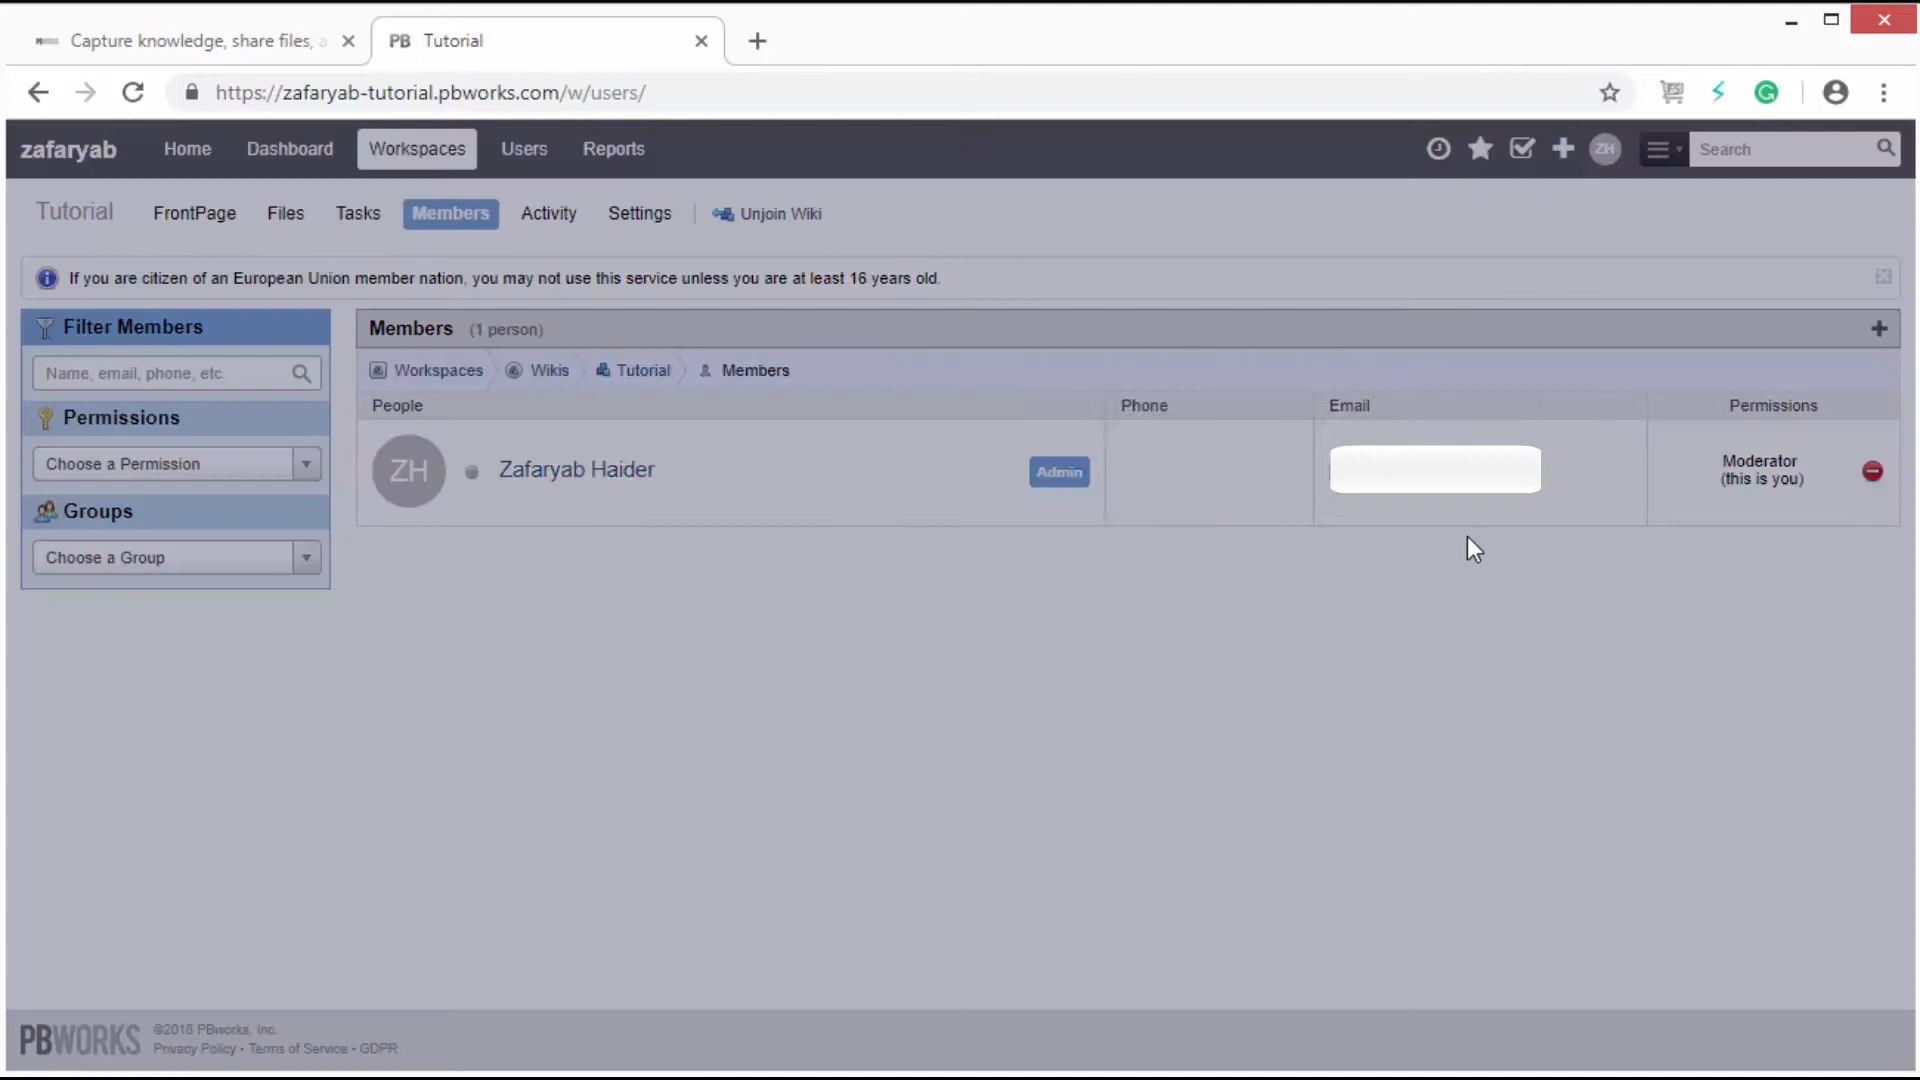 Capture knowledge, share files, a
PB Tutorial
https://zafaryab-tutorial.pbworks.com/w/users/
zafaryab Home Dashboard Workspaces Users Reports ZH Search
Tutorial FrontPage Files Tasks Members Activity Settings Unjoin Wiki
If you are citizen of an European Union member nation, you may not use this service unless you are at least 16 years old.
Filter Members
Name, email, phone, etc.
Permissions
Choose a Permission
Groups
Choose a Group
Members (1 person)
Workspaces Wikis Tutorial Members
People Phone Email Permissions
ZH Zafaryab Haider Admin
Moderator
(this is you)
PBWORKS
©2018 PBworks, Inc.
Privacy Policy • Terms of Service • GDPR